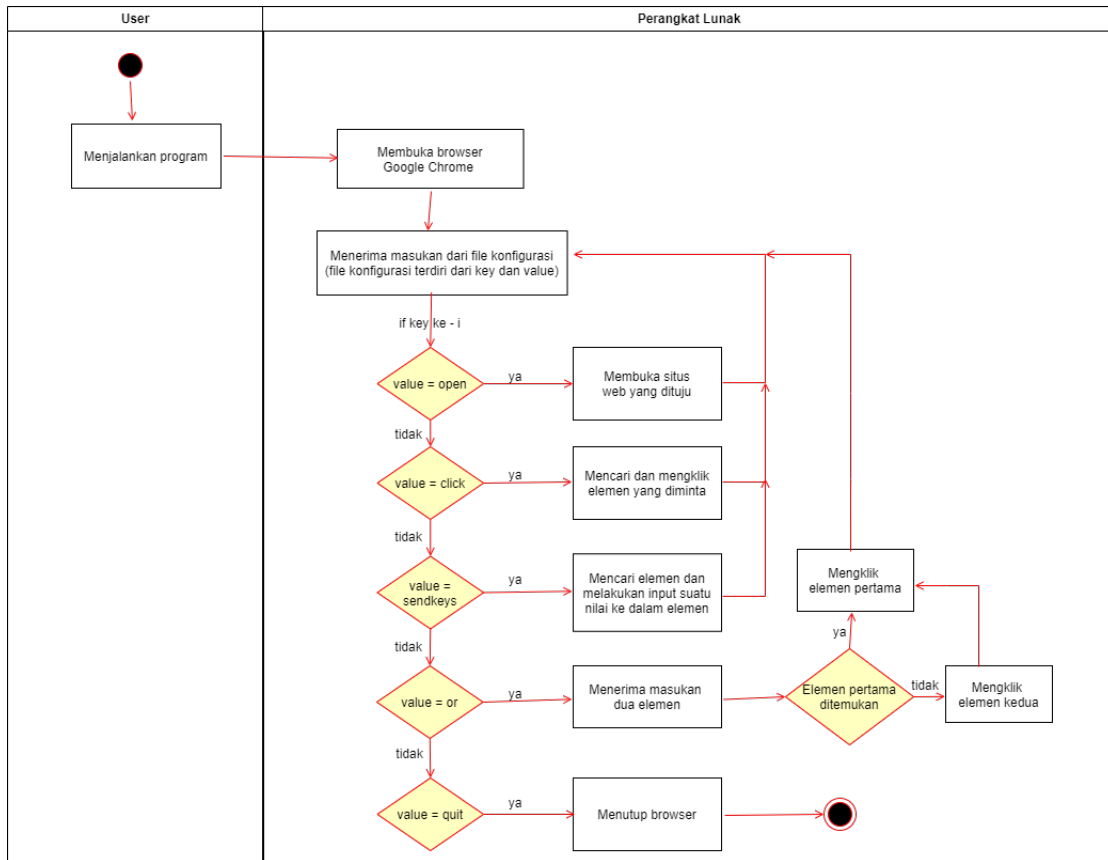 User
Perangkat Lunak
Menjalankan program
Membuka browser
Google Chrome
Menerima masukan dari file konfigurasi
(file konfigurasi terdiri dari key dan value)
if key ke - i
value = open
ya
Membuka situs
web yang dituju
tidak
value = click
ya
Mencari dan mengklik
elemen yang diminta
tidak
value =
sendkeys
ya
Mencari elemen dan
melakukan input suatu
nilai ke dalam elemen
Mengklik
elemen pertama
tidak
ya
value = or
ya
Menerima masukan
dua elemen
Elemen pertama
ditemukan
tidak
Mengklik
elemen kedua
tidak
value = quit
ya
Menutup browser